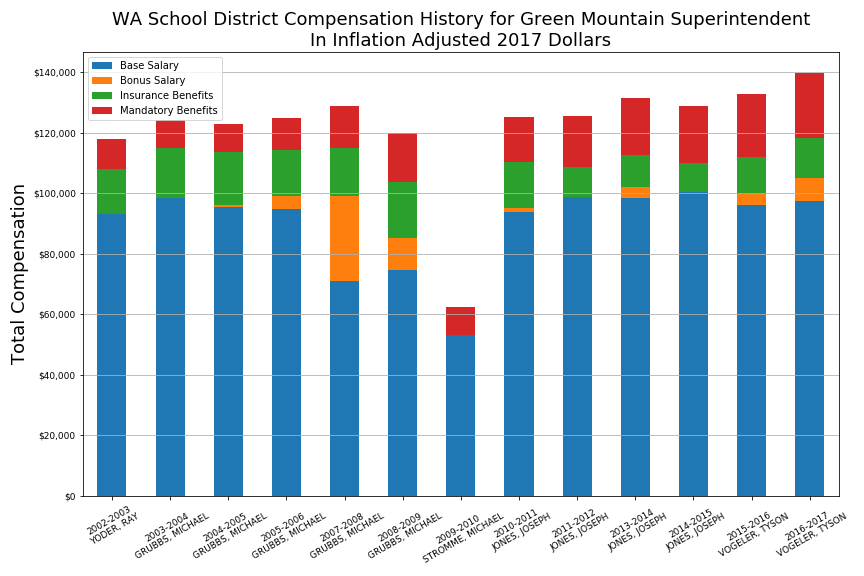 WA School District Compensation History for Green Mountain Superintendent
In Inflation Adjusted 2017 Dollars
Base Salary
Bonus Salary
Insurance Benefits
Mandatory Benefits
Total Compensation
$140,000
$120,000
$100,000
$80,000
$60,000
$40,000
$20,000
$0
2002-2003
YODER, RAY
2003-2004
GRUBBS, MICHAEL
2004-2005
GRUBBS, MICHAEL
2005-2006
GRUBBS, MICHAEL
2007-2008
GRUBBS, MICHAEL
2008-2009
GRUBBS, MICHAEL
2009-2010
STROMME, MICHAEL
2010-2011
JONES, JOSEPH
2011-2012
JONES, JOSEPH
2013-2014
JONES, JOSEPH
2014-2015
JONES, JOSEPH
2015-2016
VOGELER, TYSON
2016-2017
VOGELER, TYSON